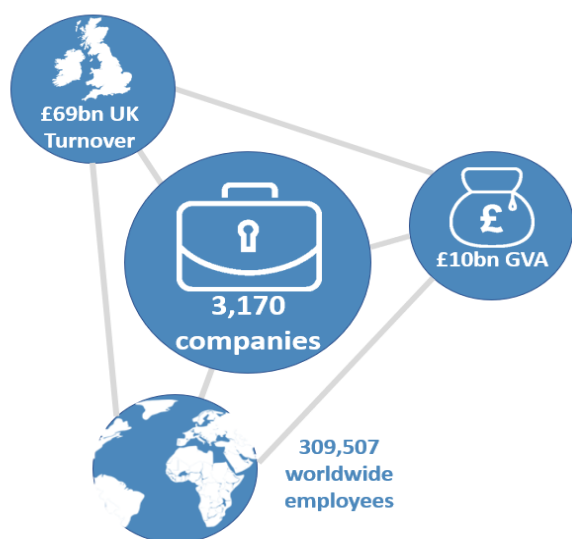 £69bn UK
Turnover
£
£10bn GVA
3,170
companies
309,507
worldwide
employees